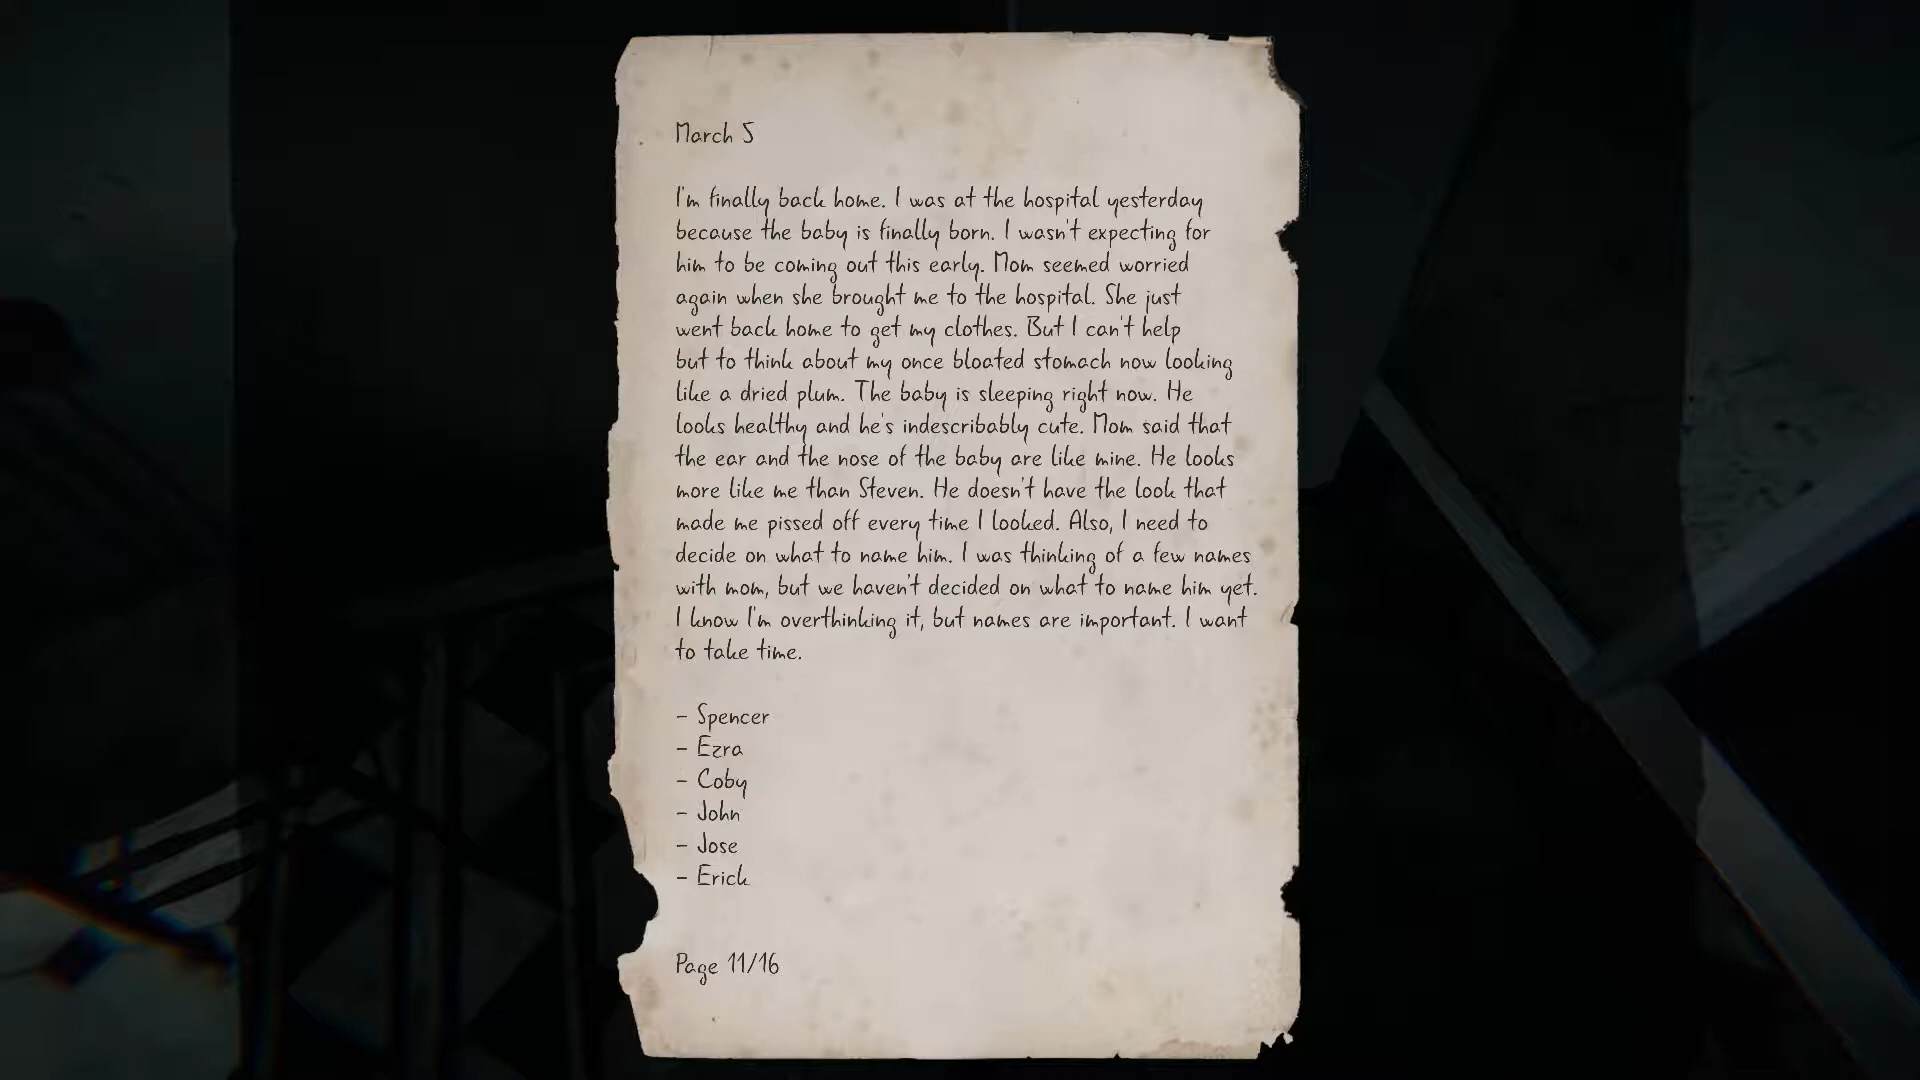 March 5
I'm finally back home. I was at the hospital yesterday
because the baby is finally born. I wasn't expecting for
him to be coming out this early. Mom seemed worried
again when she brought me to the hospital. She just
went back home to get my clothes. But I can't help
but to think about my once bloated stomach now looking
like a dried plum. The baby is sleeping right now. He
looks healthy and he's indescribably cute. Mom said that
the ear and the nose of the baby are like mine. He looks
more like me than Steven. He doesn't have the look that
made me pissed off every time I looked. Also, I need to
decide on what to name him. I was thinking of a few names
with mom, but we haven't decided on what to name him yet.
I know I'm overthinking it, but names are important. I want
to take time.
- Spencer
- Ezra
- Coby
- John
- Jose
- Erick
Page 11/16